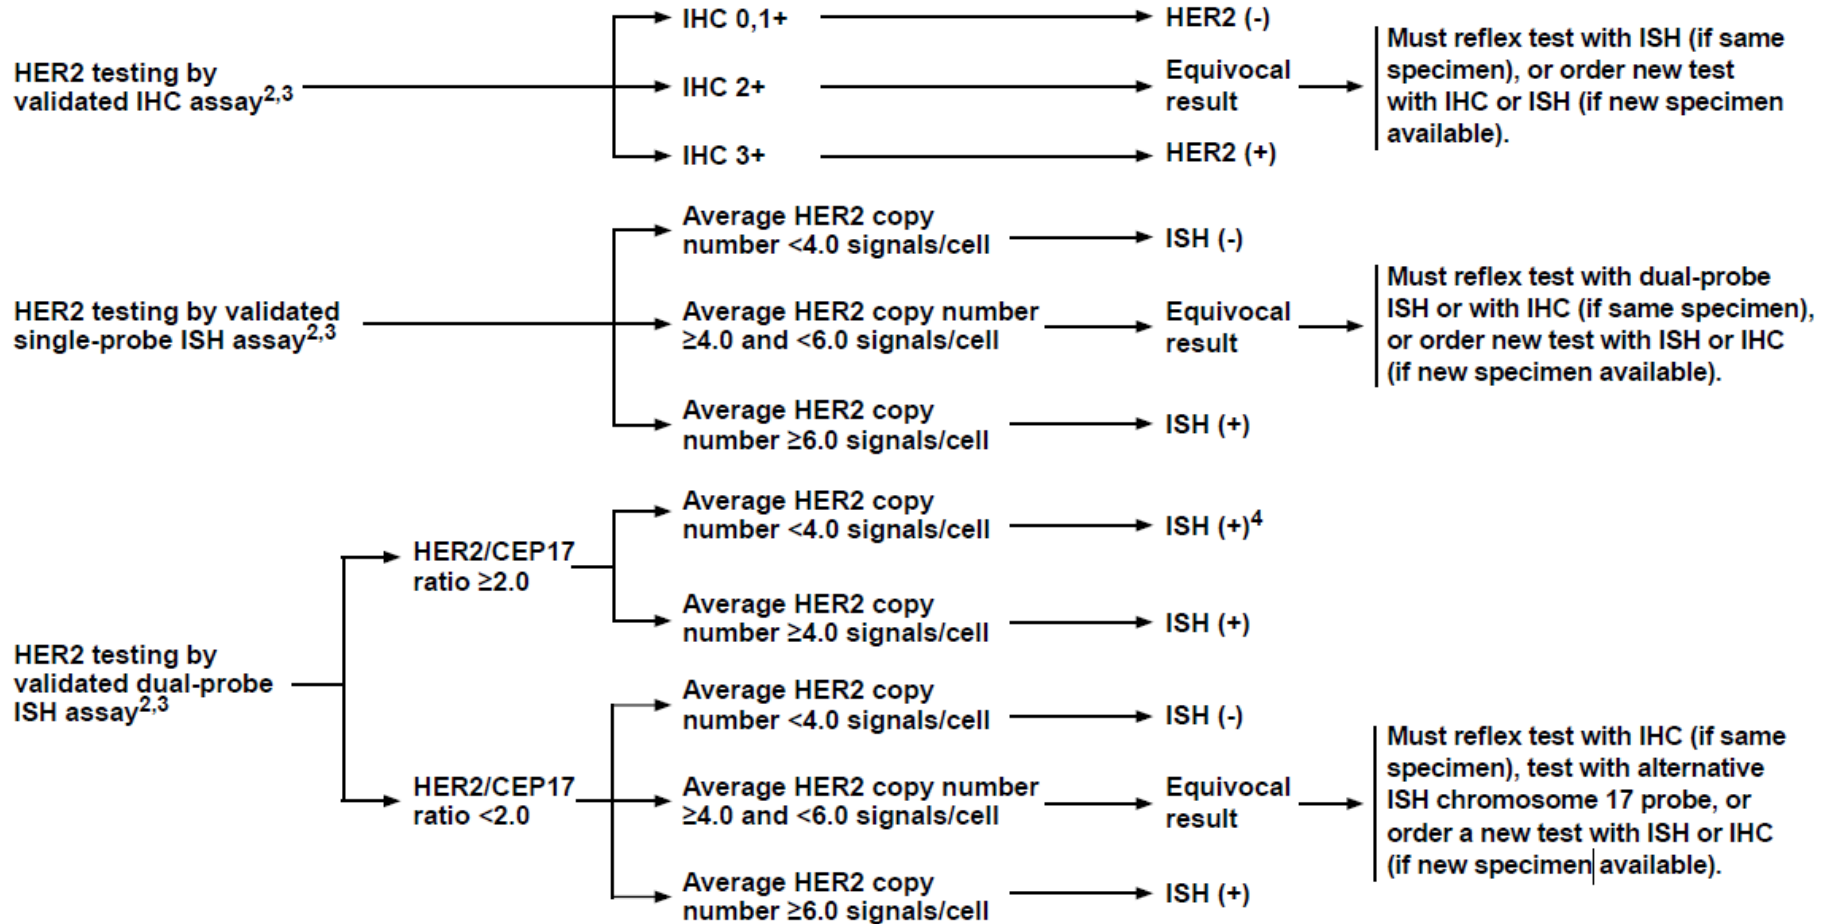 HER2 testing by
validated IHC assay2,3
IHC 0,1+
HER2 (-)
IHC 2+
Equivocal
result
Must reflex test with ISH (if same
specimen), or order new test
with IHC or ISH (if new specimen
available).
IHC 3+
HER2 (+)
HER2 testing by validated
single-probe ISH assay2,3
Average HER2 copy
number <4.0 signals/cell
ISH (-)
Average HER2 copy number
≥4.0 and <6.0 signals/cell
Equivocal
result
Must reflex test with dual-probe
ISH or with IHC (if same specimen),
or order new test with ISH or IHC
(if new specimen available).
Average HER2 copy
number ≥6.0 signals/cell
ISH (+)
HER2 testing by
validated dual-probe
ISH assay2,3
HER2/CEP17
ratio ≥2.0
Average HER2 copy
number <4.0 signals/cell
ISH (+)4
Average HER2 copy
number ≥4.0 signals/cell
ISH (+)
HER2/CEP17
ratio <2.0
Average HER2 copy
number <4.0 signals/cell
ISH (-)
Average HER2 copy number
≥4.0 and <6.0 signals/cell
Equivocal
result
Must reflex test with IHC (if same
specimen), test with alternative
ISH chromosome 17 probe, or
order a new test with ISH or IHC
(if new specimen available).
Average HER2 copy
number ≥6.0 signals/cell
ISH (+)